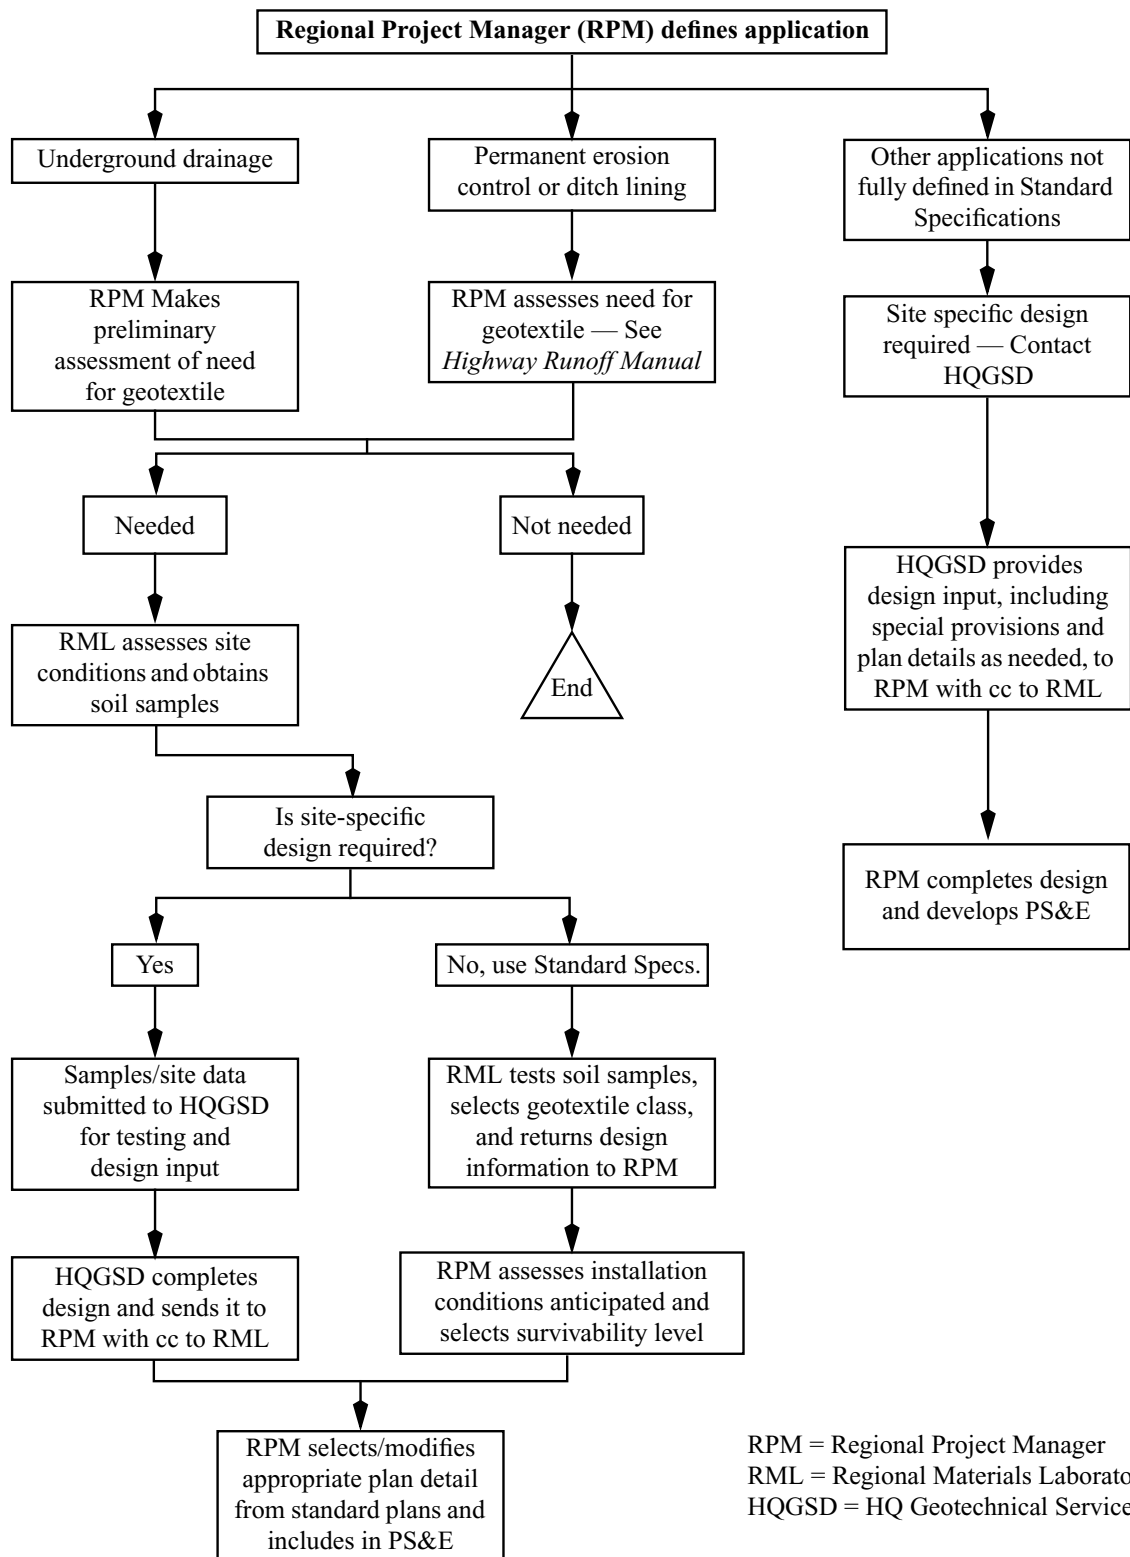 Regional Project Manager (RPM) defines application
Underground drainage
Permanent erosion
control or ditch lining
Other applications not
fully defined in Standard
Specifications
RPM Makes
preliminary
assessment of need
for geotextile
RPM assesses need for
geotextile — See
Highway Runoff Manual
Site specific design
required — Contact
HQGSD
Needed
Not needed
HQGSD provides
design input, including
special provisions and
plan details as needed, to
RPM with cc to RML
RML assesses site
conditions and obtains
soil samples
End
Is site-specific
design required?
RPM completes design
and develops PS&E
Yes
No, use Standard Specs.
Samples/site data
submitted to HQGSD
for testing and
design input
RML tests soil samples,
selects geotextile class,
and returns design
information to RPM
HQGSD completes
design and sends it to
RPM with cc to RML
RPM assesses installation
conditions anticipated and
selects survivability level
RPM selects/modifies
appropriate plan detail
from standard plans and
includes in PS&E
RPM = Regional Project Manager
RML = Regional Materials Laborato
HQGSD = HQ Geotechnical Service